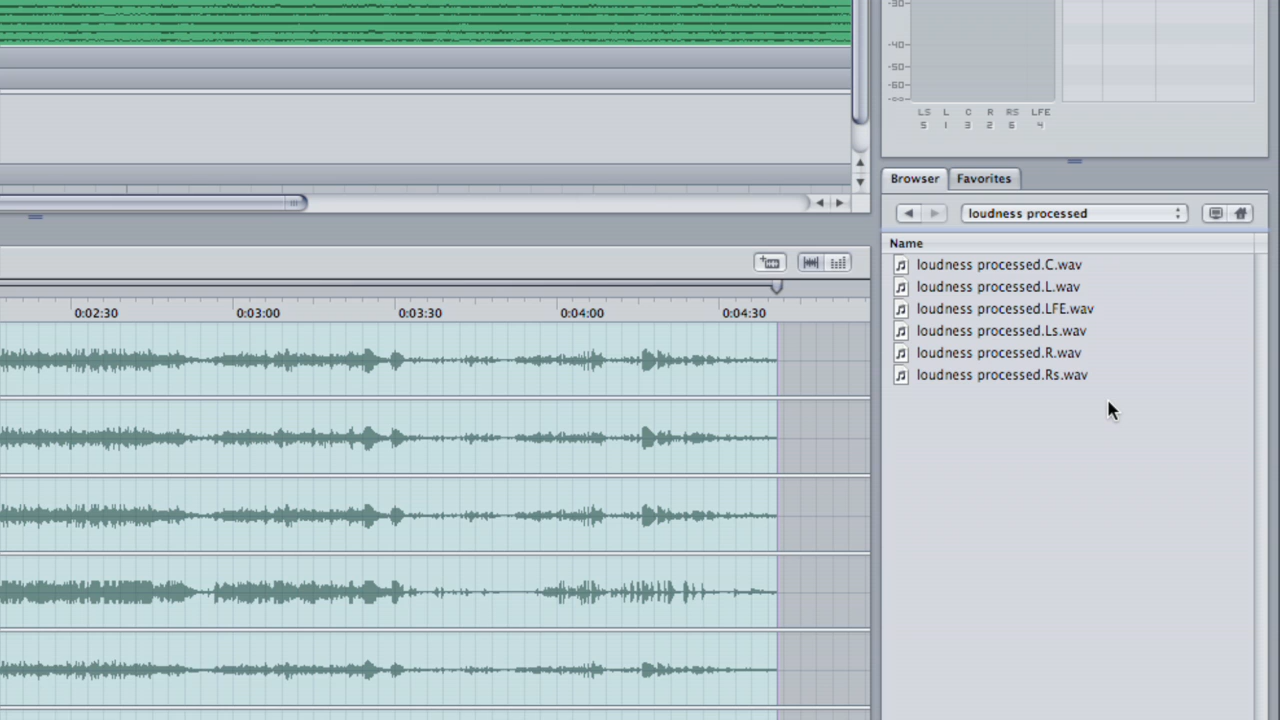 -30
-40
-50
-60
-∞
LS L C R RS LFE
5 1 3 2 6 4
Browser Favorites
loudness processed
Name
loudness processed.C.wav
loudness processed.L.wav
loudness processed.LFE.wav
loudness processed.Ls.wav
loudness processed.R.wav
loudness processed.Rs.wav
0:02:30 0:03:00 0:03:30 0:04:00 0:04:30